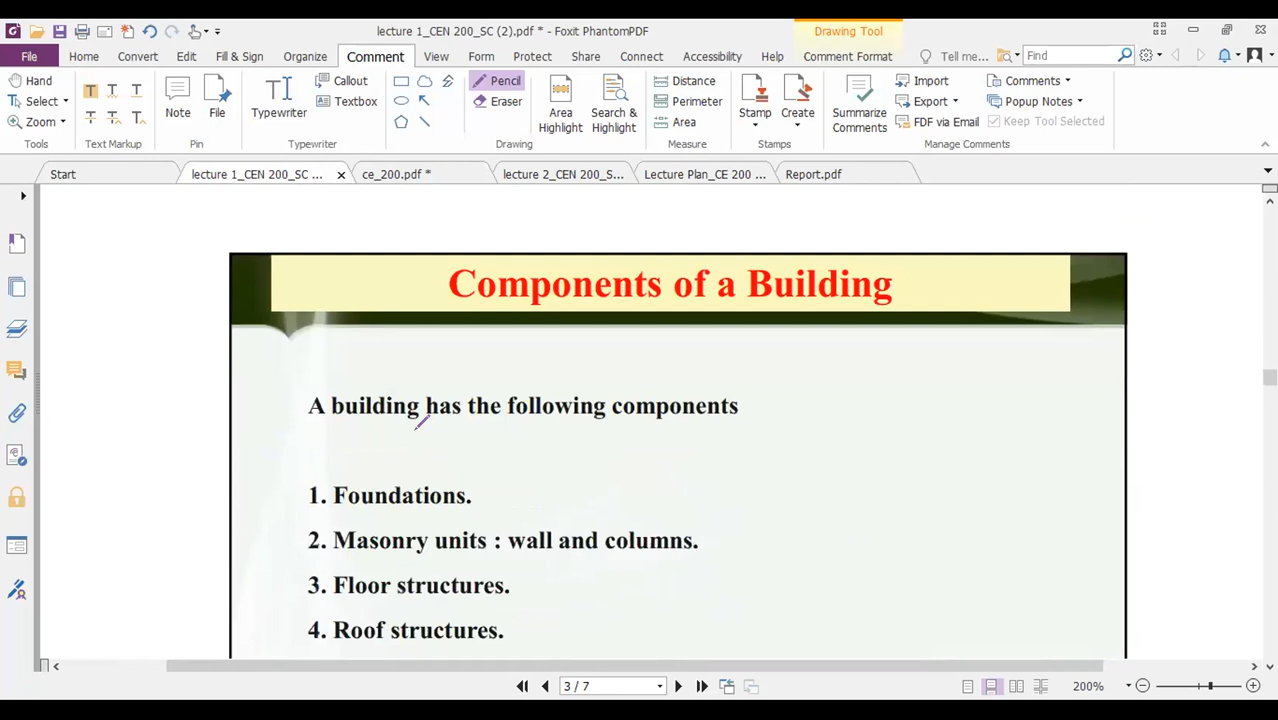 lecture 1_CEN 200_SC (2).pdf * - Foxit PhantomPDF
Drawing Tool
File Home Convert Edit Fill & Sign Organize Comment View Form Protect Share Connect Accessibility Help Comment Format Tell me... Find
Hand
Select
Zoom
Tools
Text Markup
Note
File
Pin
Typewriter
Callout
Textbox
Typewriter
Pencil
Eraser
Area Highlight
Search & Highlight
Drawing
Distance
Perimeter
Area
Measure
Stamp
Create
Stamps
Summarize Comments
Import
Export
FDF via Email
Comments
Popup Notes
Keep Tool Selected
Manage Comments
Start
lecture 1_CEN 200_SC ...
ce_200.pdf *
lecture 2_CEN 200_S...
Lecture Plan_CE 200 ...
Report.pdf
Components of a Building
A building has the following components
1. Foundations.
2. Masonry units : wall and columns.
3. Floor structures.
4. Roof structures.
3 / 7
200%